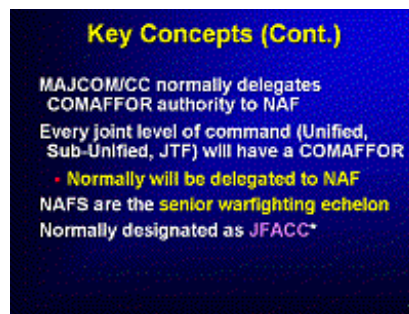 Key Concepts (Cont.)
MAJCOM/CC normally delegates
COMAFFOR authority to NAF
Every joint level of command (Unified,
Sub-Unified, JTF) will have a COMAFFOR
• Normally will be delegated to NAF
NAFS are the senior warfighting echelon
Normally designated as JFACC*